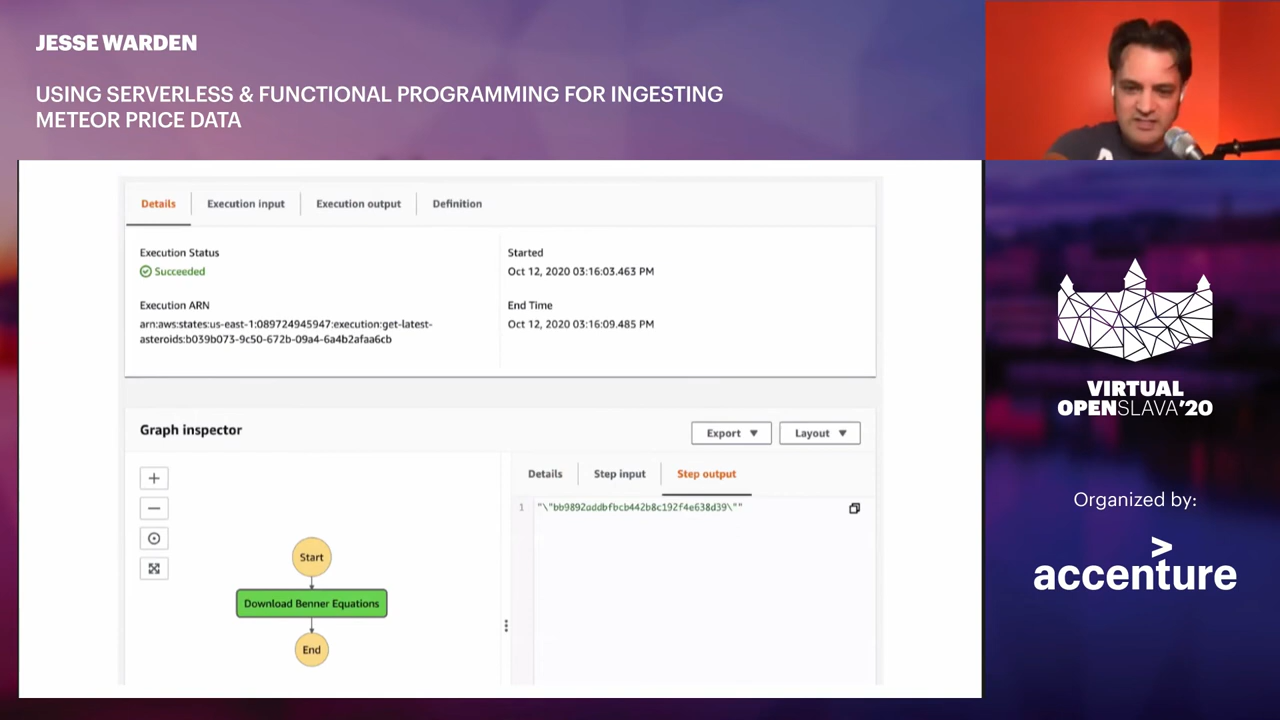 JESSE WARDEN
USING SERVERLESS & FUNCTIONAL PROGRAMMING FOR INGESTING
METEOR PRICE DATA
Details
Execution input
Execution output
Definition
Execution Status
Succeeded
Started
Oct 12, 2020 03:16:03.463 PM
Execution ARN
arn:aws:states:us-east-1:089724945947:execution:get-latest-
asteroids:b039b073-9c50-672b-09a4-6a4b2afaa6cb
End Time
Oct 12, 2020 03:16:09.485 PM
Graph inspector
Export
Layout
Details
Step input
Step output
1 "\"bb9892addbfbcb442b8c192f4e638d39\""
Start
Download Benner Equations
End
VIRTUAL
OPENSLAVA'20
Organized by:
accenture